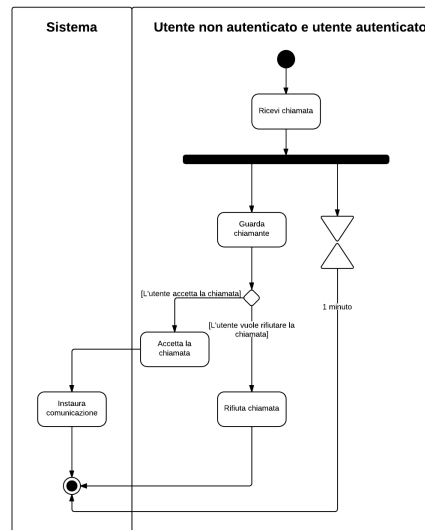 Sistema
Utente non autenticato e utente autenticato
Ricevi chiamata
Guarda
chiamante
1 minuto
[L'utente accetta la chiamata]
[L'utente vuole rifiutare la
chiamata]
Accetta la
chiamata
Instaura
comunicazione
Rifiuta chiamata